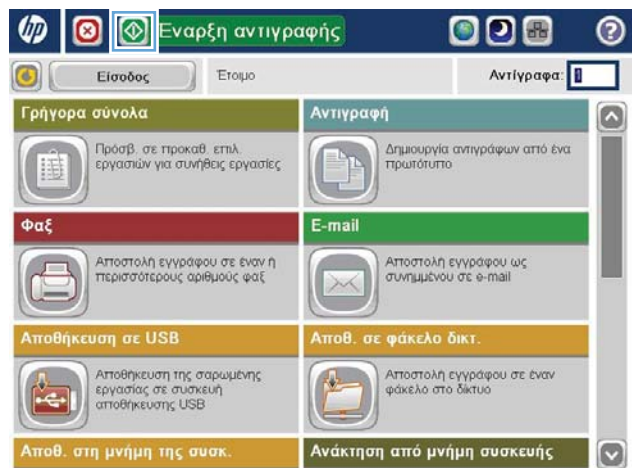 hp
Έναρξη αντιγραφής
?
Είσοδος
Έτοιμο
Αντίγραφα: 1
Γρήγορα σύνολα
Πρόσβ. σε προκαθ. επιλ.
εργασιών για συνήθεις εργασίες
Αντιγραφή
Δημιουργία αντιγράφων από ένα
πρωτότυπο
Φαξ
Αποστολή εγγράφου σε έναν ή
περισσότερους αριθμούς φαξ
E-mail
Αποστολή εγγράφου ως
συνημμένου σε e-mail
Αποθήκευση σε USB
Αποθήκευση της σαρωμένης
εργασίας σε συσκευή
αποθήκευσης USB
Αποθ. σε φάκελο δικτ.
Αποστολή εγγράφου σε έναν
φάκελο στο δίκτυο
Αποθ. στη μνήμη της συσκ.
Ανάκτηση από μνήμη συσκευής